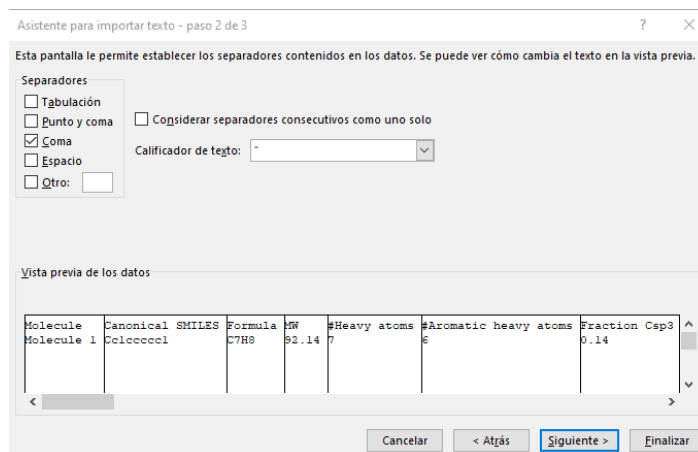 Asistente para importar texto - paso 2 de 3
Esta pantalla le permite establecer los separadores contenidos en los datos. Se puede ver cómo cambia el texto en la vista previa.
Separadores
Tabulación
Punto y coma
Coma
Espacio
Otro:
Considerar separadores consecutivos como uno solo
Calificador de texto: "
Vista previa de los datos
Molecule Canonical SMILES Formula MW #Heavy atoms #Aromatic heavy atoms Fraction Csp3
Molecule 1 Cc1ccccc1 C7H8 92.14 7 6 0.14
Cancelar < Atrás Siguiente > Finalizar